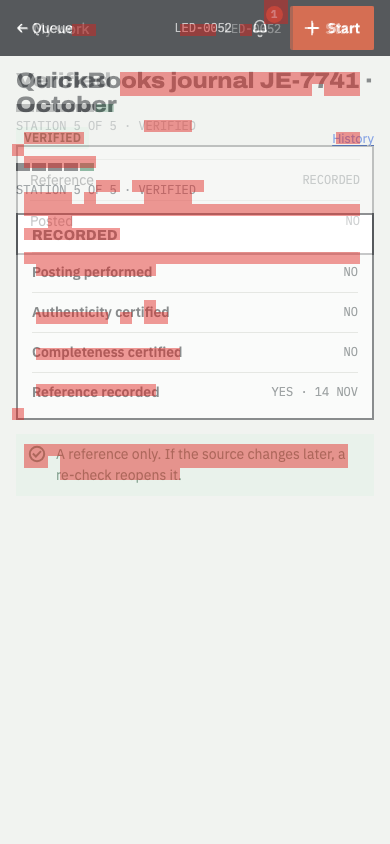 Queue LED-0052 1 Start
QuickBooks journal JE-7741 ·
October
STATION 5 OF 5 · VERIFIED
VERIFIED History
Reference RECORDED
STATION 5 OF 5 · VERIFIED
Posted NO
RECORDED
Posting performed NO
Authenticity certified NO
Completeness certified NO
Reference recorded YES · 14 NOV
A reference only. If the source changes later, a
re-check reopens it.